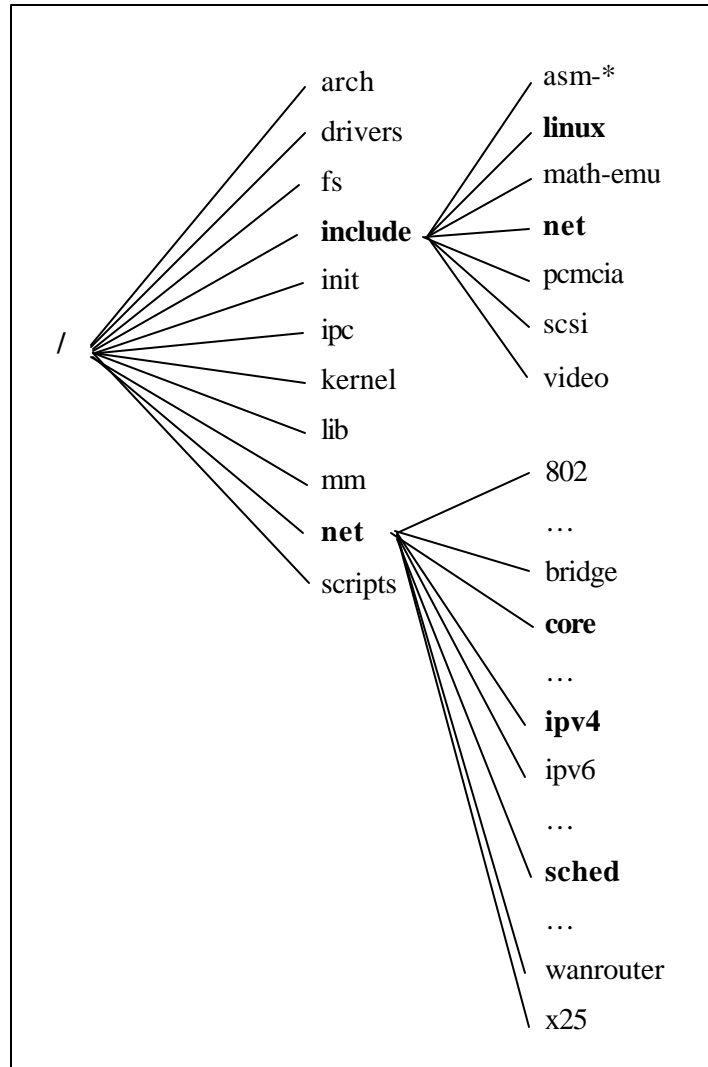 /
arch
drivers
fs
include
init
ipc
kernel
lib
mm
net
scripts
asm-*
linux
math-emu
net
pcmcia
scsi
video
802
…
bridge
core
…
ipv4
ipv6
…
sched
…
wanrouter
x25